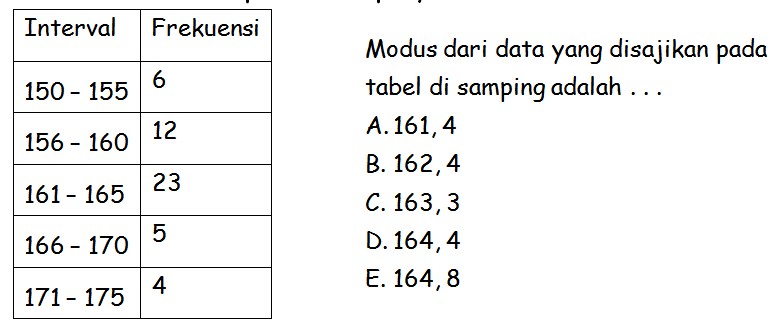 Interval Frekuensi
150 – 155 6
156 – 160 12
161 – 165 23
166 – 170 5
171 – 175 4
Modus dari data yang disajikan pada
tabel di samping adalah . . .
A. 161, 4
B. 162, 4
C. 163, 3
D. 164, 4
E. 164, 8